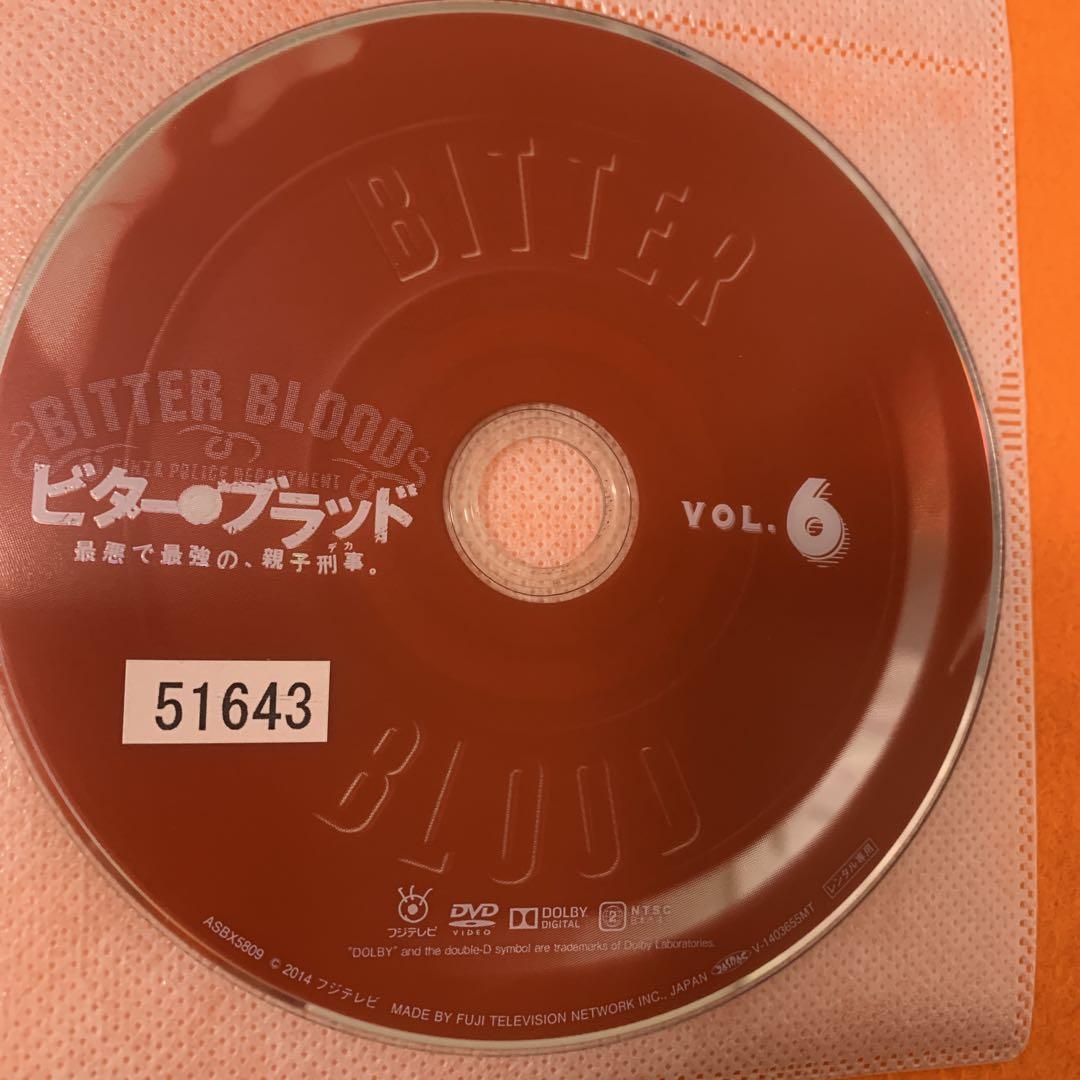 BITTER
BITTER BLOOD
GINZA POLICE DEPARTMENT
ビター・ブラッド
デカ
最悪で最強の、親子刑事。
VOL.6
51643
BLOOD
レンタル専用
フジテレビ
DVD
VIDEO
DOLBY
DIGITAL
2
NTSC
"DOLBY" and the double-D symbol are trademarks of Dolby Laboratories.
ASBX5809 © 2014 フジテレビ MADE BY FUJI TELEVISION NETWORK INC., JAPAN V-1403655MT